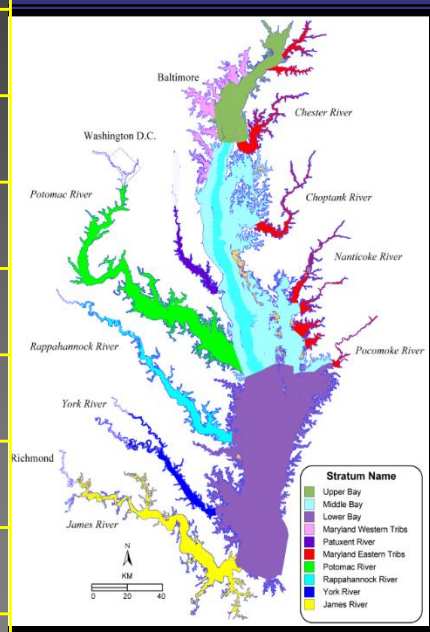 Baltimore
Chester River
Washington D.C.
Potomac River
Choptank River
Nanticoke River
Rappahannock River
Pocomoke River
York River
Richmond
James River
N
KM
0 20 40
Stratum Name
Upper Bay
Middle Bay
Lower Bay
Maryland Western Tribs
Patuxent River
Maryland Eastern Tribs
Potomac River
Rappahannock River
York River
James River